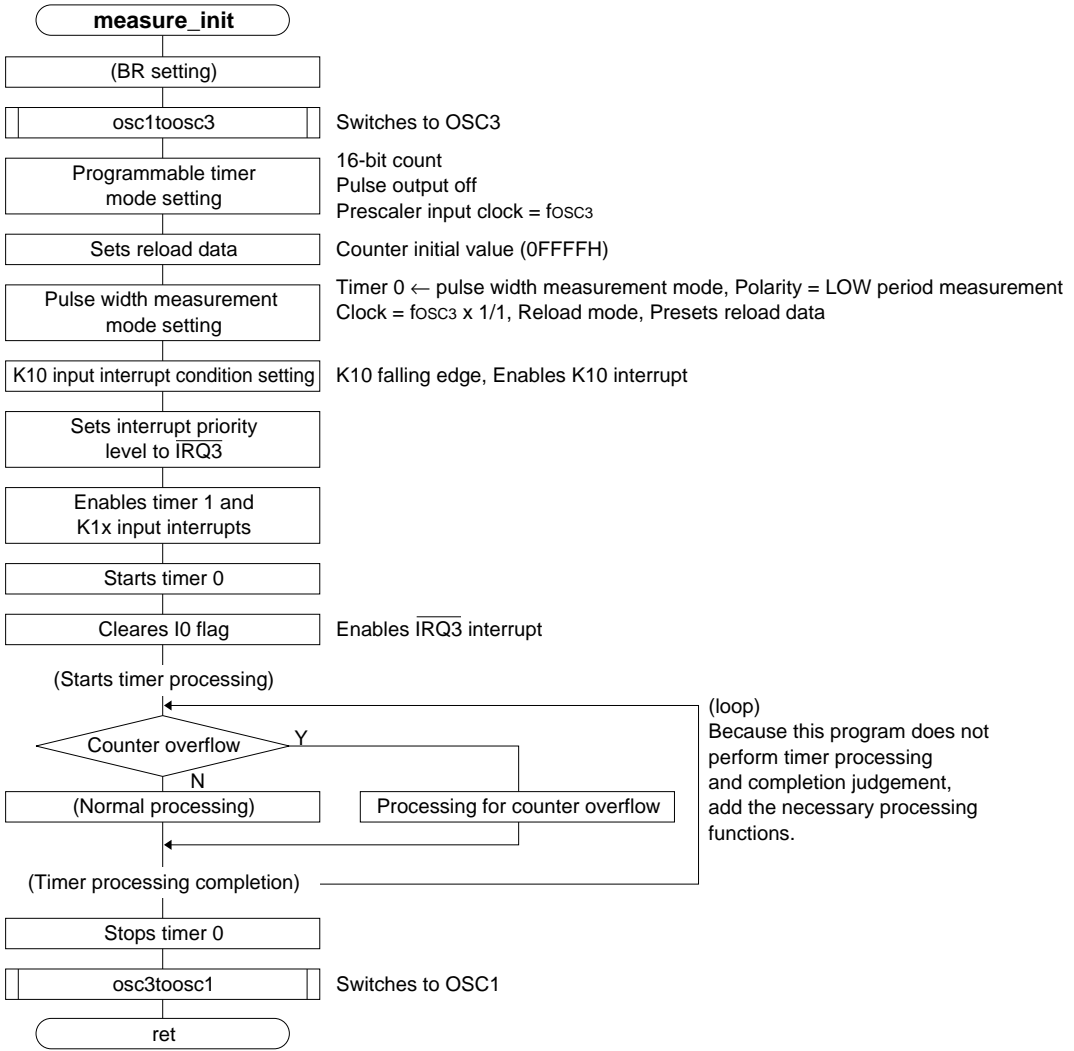 measure_init
(BR setting)
osc1toosc3
Switches to OSC3
Programmable timer
mode setting
16-bit count
Pulse output off
Prescaler input clock = fOSC3
Sets reload data
Counter initial value (0FFFFH)
Pulse width measurement
mode setting
Timer 0 ← pulse width measurement mode, Polarity = LOW period measurement
Clock = fOSC3 x 1/1, Reload mode, Presets reload data
K10 input interrupt condition setting
K10 falling edge, Enables K10 interrupt
Sets interrupt priority
level to I̅R̅Q̅3̅
Enables timer 1 and
K1x input interrupts
Starts timer 0
Cleares I0 flag
Enables I̅R̅Q̅3̅ interrupt
(Starts timer processing)
Counter overflow
Y
N
(Normal processing)
Processing for counter overflow
(loop)
Because this program does not
perform timer processing
and completion judgement,
add the necessary processing
functions.
(Timer processing completion)
Stops timer 0
osc3toosc1
Switches to OSC1
ret